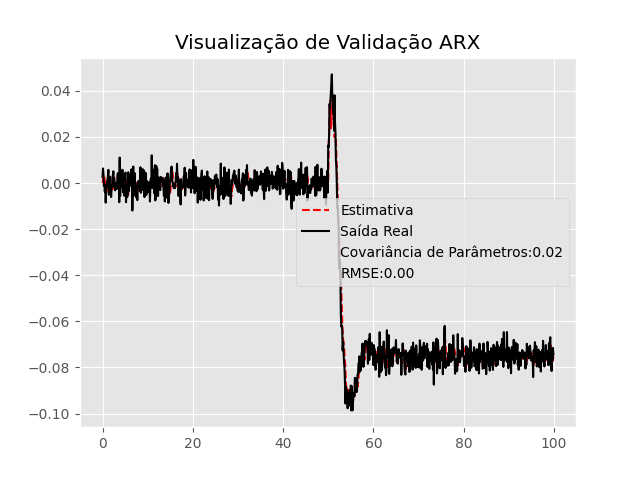 Visualização de Validação ARX
0.04
0.02
0.00
−0.02
−0.04
−0.06
−0.08
−0.10
Estimativa
Saída Real
Covariância de Parâmetros:0.02
RMSE:0.00
0 20 40 60 80 100